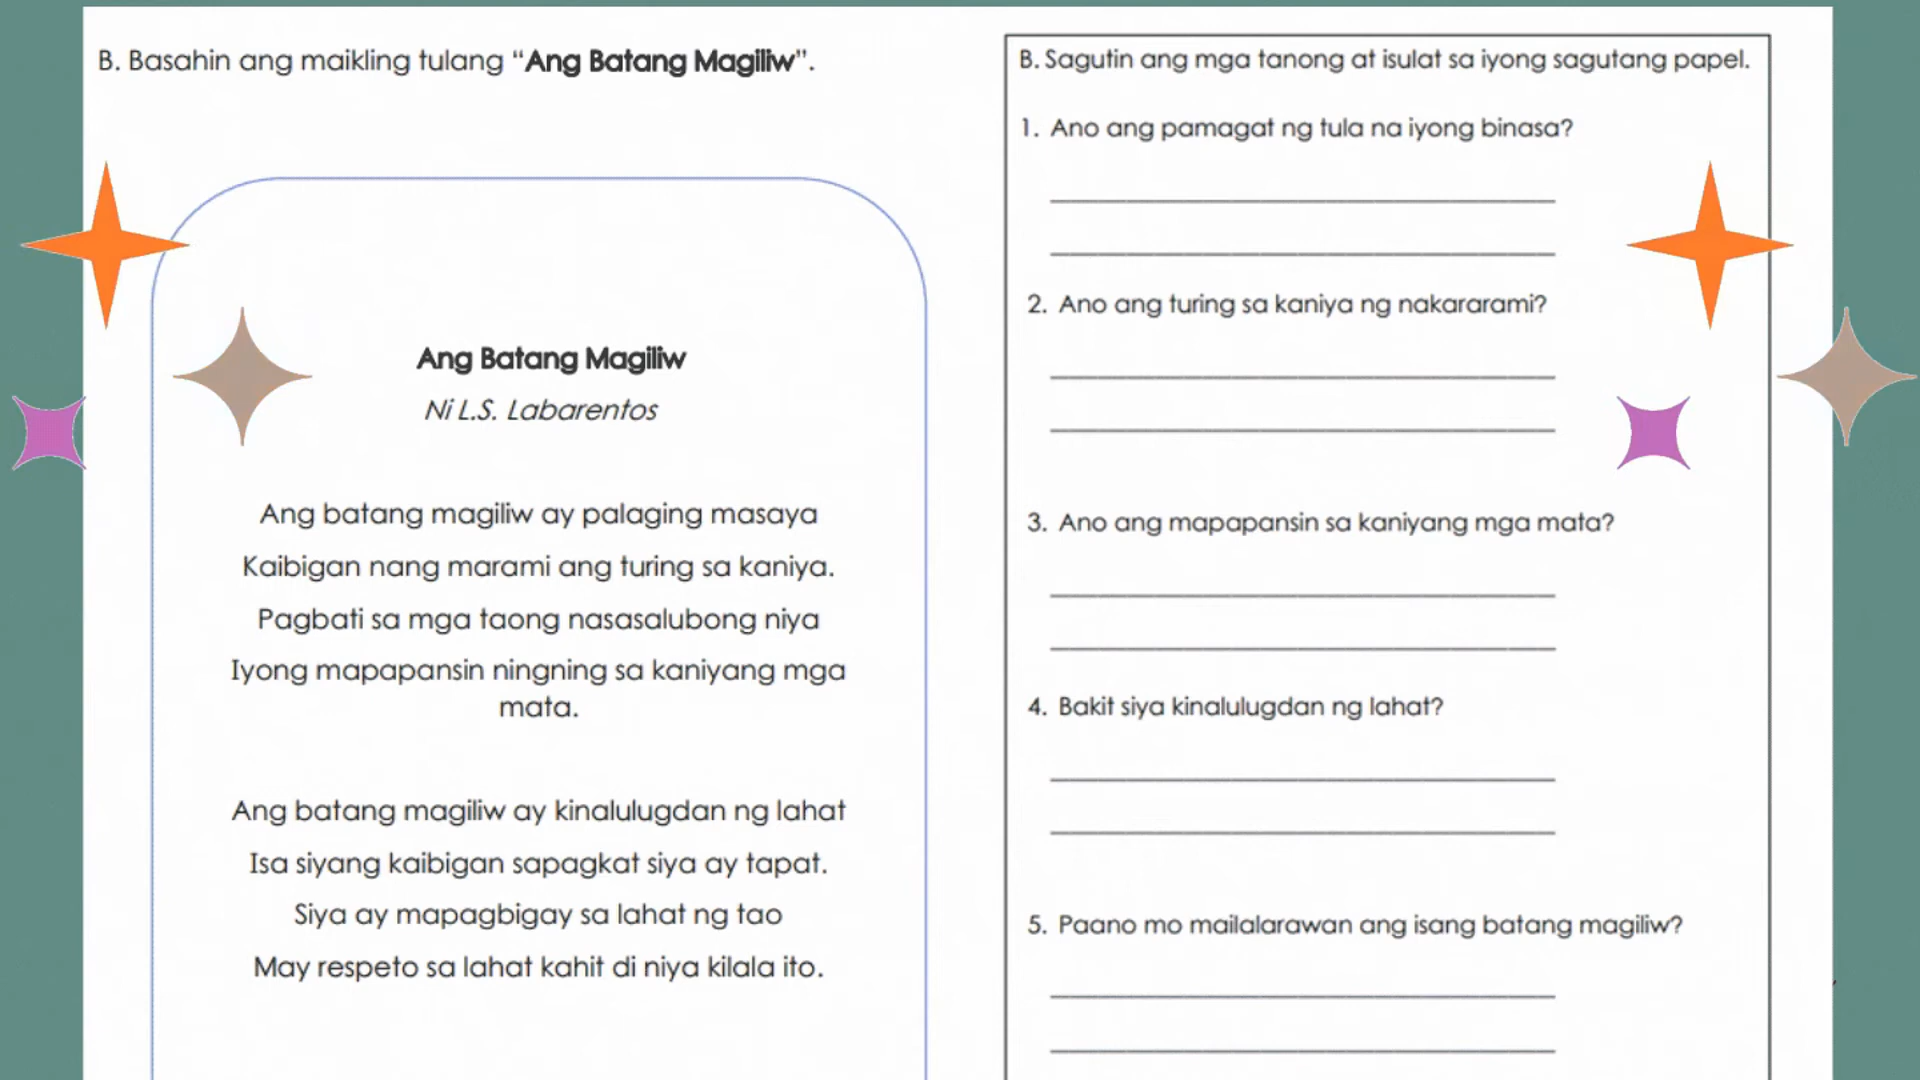 B. Basahin ang maikling tulang “Ang Batang Magiliw”.
Ang Batang Magiliw
Ni L.S. Labarentos
Ang batang magiliw ay palaging masaya
Kaibigan nang marami ang turing sa kaniya.
Pagbati sa mga taong nasasalubong niya
Iyong mapapansin ningning sa kaniyang mga
mata.
Ang batang magiliw ay kinalulugdan ng lahat
Isa siyang kaibigan sapagkat siya ay tapat.
Siya ay mapagbigay sa lahat ng tao
May respeto sa lahat kahit di niya kilala ito.
B. Sagutin ang mga tanong at isulat sa iyong sagutang papel.
1. Ano ang pamagat ng tula na iyong binasa?
2. Ano ang turing sa kaniya ng nakararami?
3. Ano ang mapapansin sa kaniyang mga mata?
4. Bakit siya kinalulugdan ng lahat?
5. Paano mo mailalarawan ang isang batang magiliw?